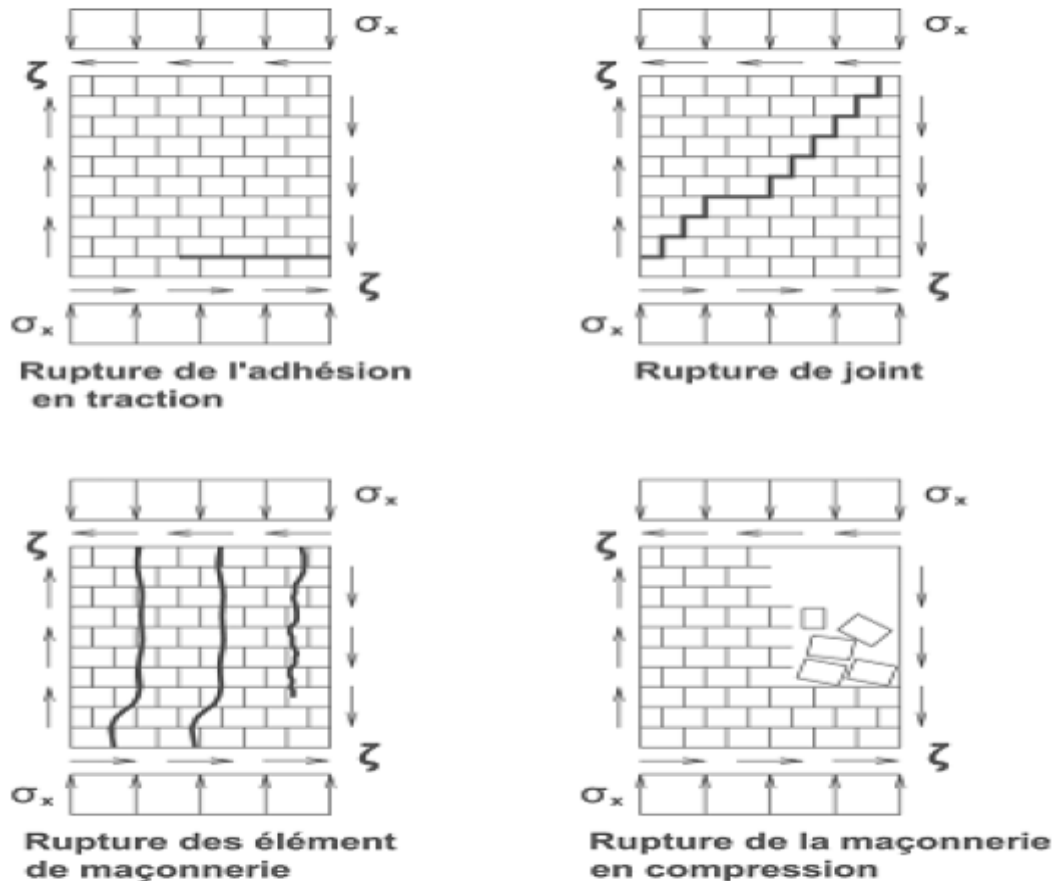 σx
σx
ζ
ζ
ζ
ζ
σx
σx
Rupture de l'adhésion
en traction
Rupture de joint
σx
σx
ζ
ζ
ζ
ζ
σx
σx
Rupture des élément
de maçonnerie
Rupture de la maçonnerie
en compression